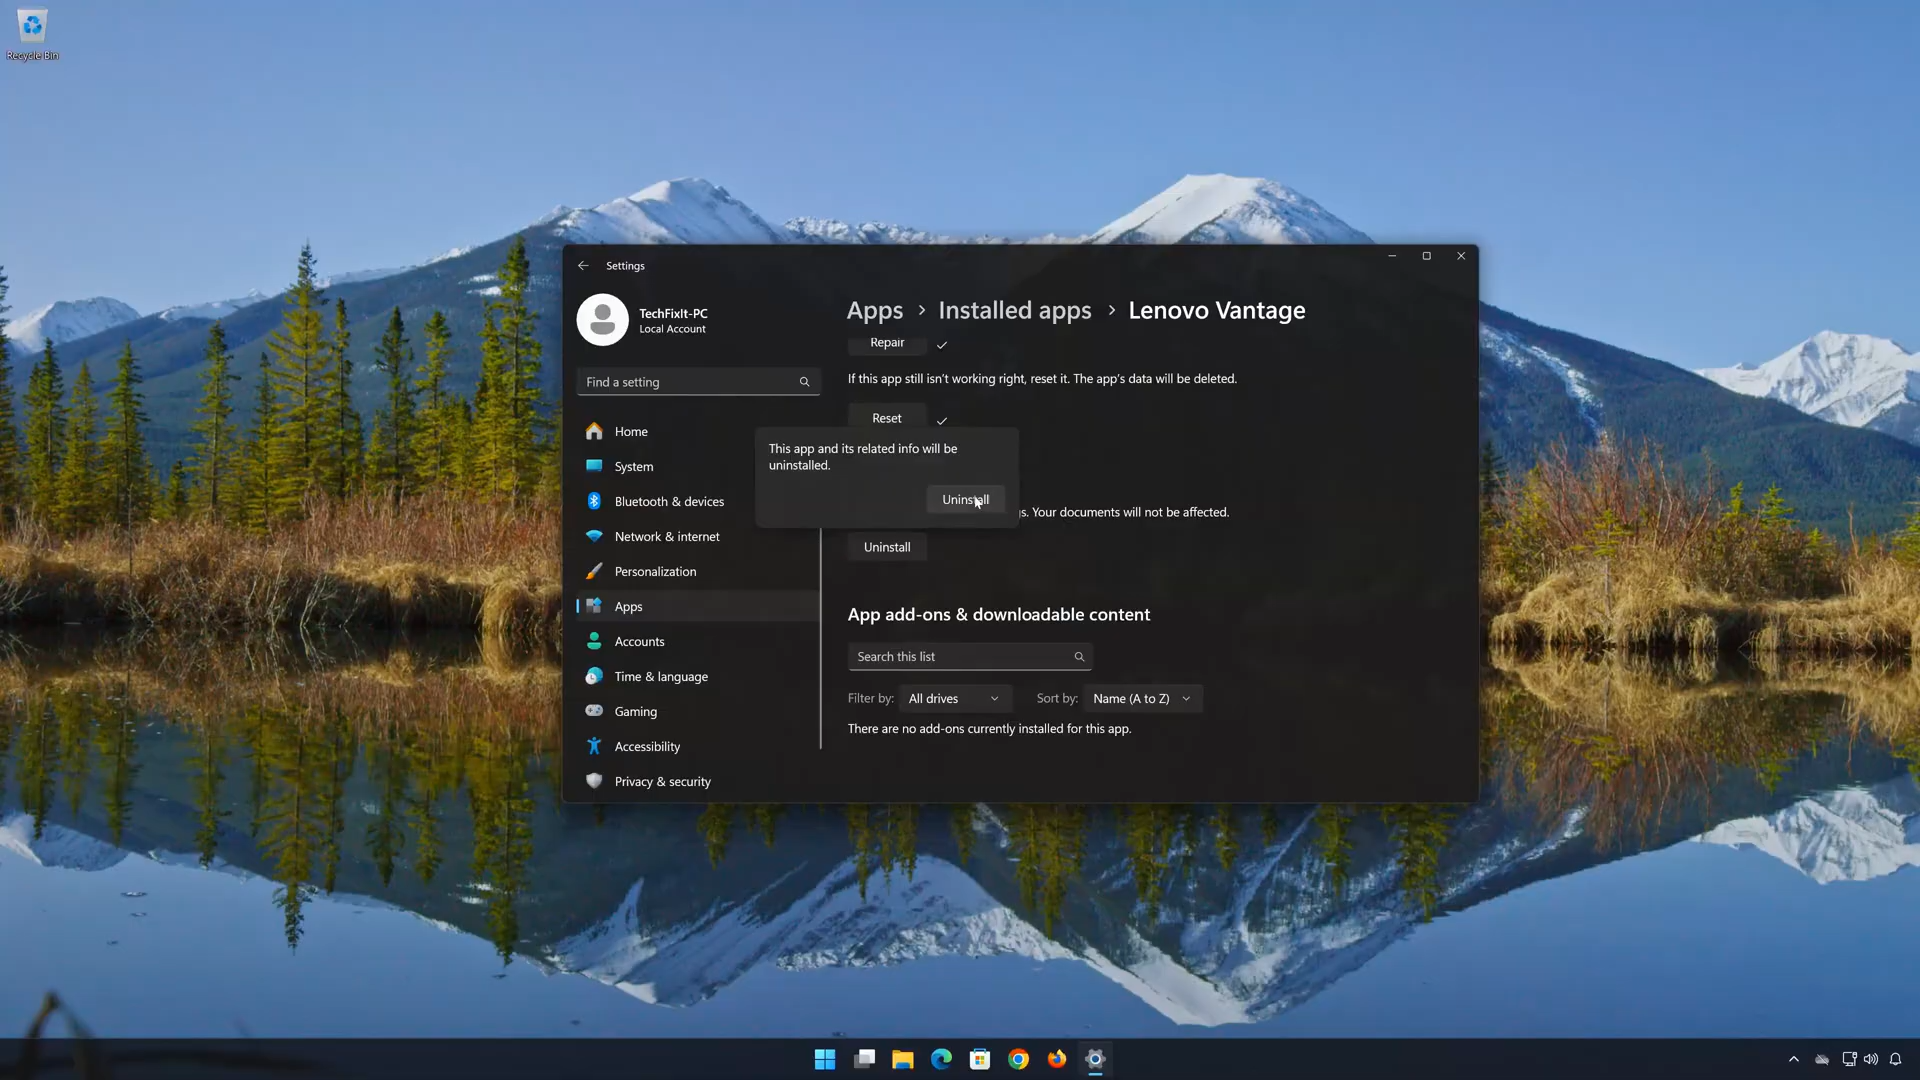 Recycle Bin
Settings
TechFixIt-PC
Local Account
Find a setting
Home
System
Bluetooth & devices
Network & internet
Personalization
Apps
Accounts
Time & language
Gaming
Accessibility
Privacy & security
Apps › Installed apps › Lenovo Vantage
Repair
If this app still isn't working right, reset it. The app's data will be deleted.
Reset
This app and its related info will be
uninstalled.
Uninstall
s. Your documents will not be affected.
Uninstall
App add-ons & downloadable content
Search this list
Filter by: All drives Sort by: Name (A to Z)
There are no add-ons currently installed for this app.